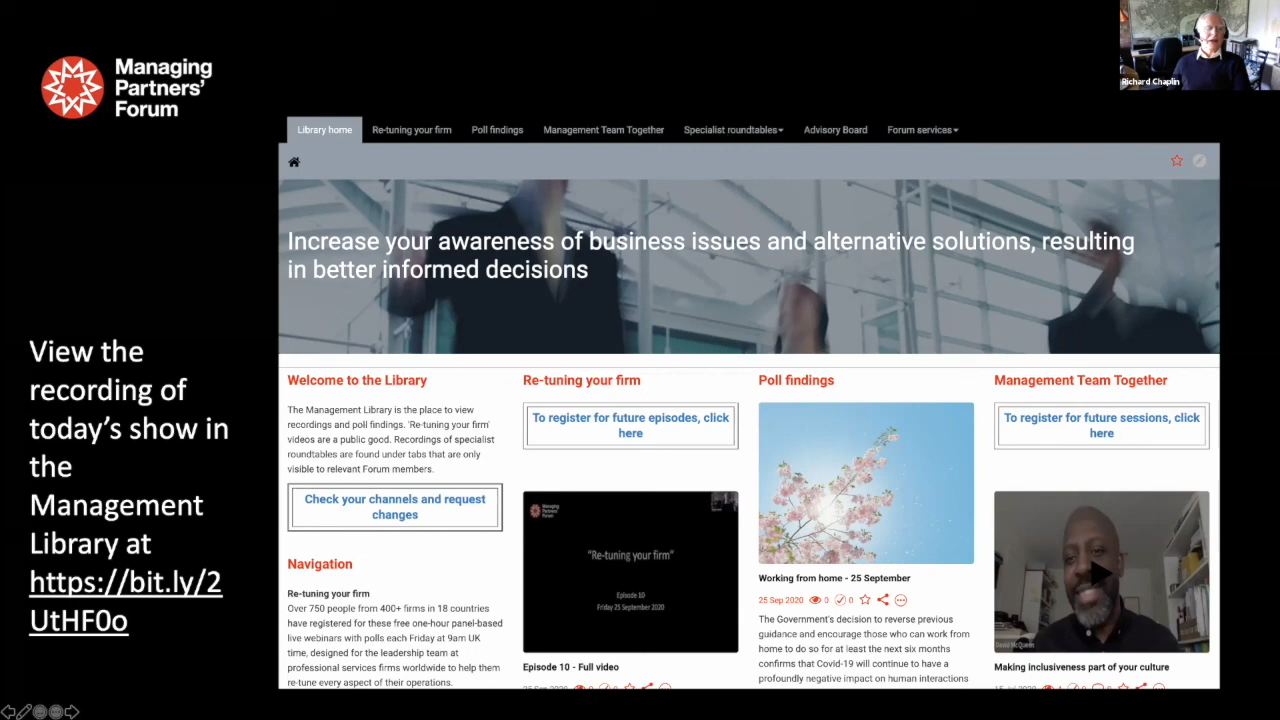 Managing
Partners'
Forum
Richard Chaplin
Library home
Re-tuning your firm
Poll findings
Management Team Together
Specialist roundtables
Advisory Board
Forum services
Increase your awareness of business issues and alternative solutions, resulting
in better informed decisions
View the
recording of
today's show in
the
Management
Library at
https://bit.ly/2
UtHF0o
Welcome to the Library
The Management Library is the place to view
recordings and poll findings. 'Re-tuning your firm'
videos are a public good. Recordings of specialist
roundtables are found under tabs that are only
visible to relevant Forum members.
Check your channels and request
changes
Navigation
Re-tuning your firm
Over 750 people from 400+ firms in 18 countries
have registered for these free one-hour panel-based
live webinars with polls each Friday at 9am UK
time, designed for the leadership team at
professional services firms worldwide to help them
re-tune every aspect of their operations.
Re-tuning your firm
To register for future episodes, click
here
Managing
Partners'
Forum
"Re-tuning your firm"
Episode 10
Friday 25 September 2020
Episode 10 - Full video
25 Sep 2020 0 0
Poll findings
Working from home - 25 September
25 Sep 2020 0 0
The Government's decision to reverse previous
guidance and encourage those who can work from
home to do so for at least the next six months
confirms that Covid-19 will continue to have a
profoundly negative impact on human interactions
Management Team Together
To register for future sessions, click
here
David McQueen
Making inclusiveness part of your culture